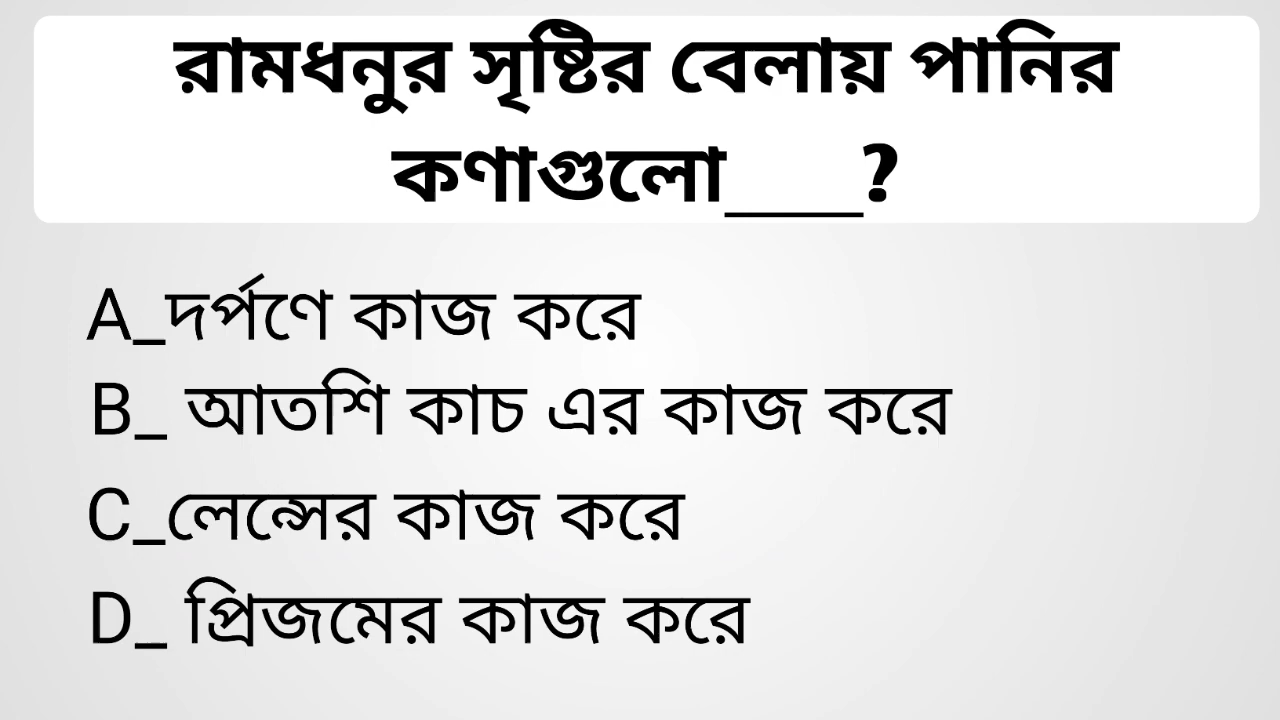 রামধনুর সৃষ্টির বেলায় পানির
কণাগুলো____?
A_দর্পণে কাজ করে
B_ আতশি কাচ এর কাজ করে
C_লেন্সের কাজ করে
D_ প্রিজমের কাজ করে